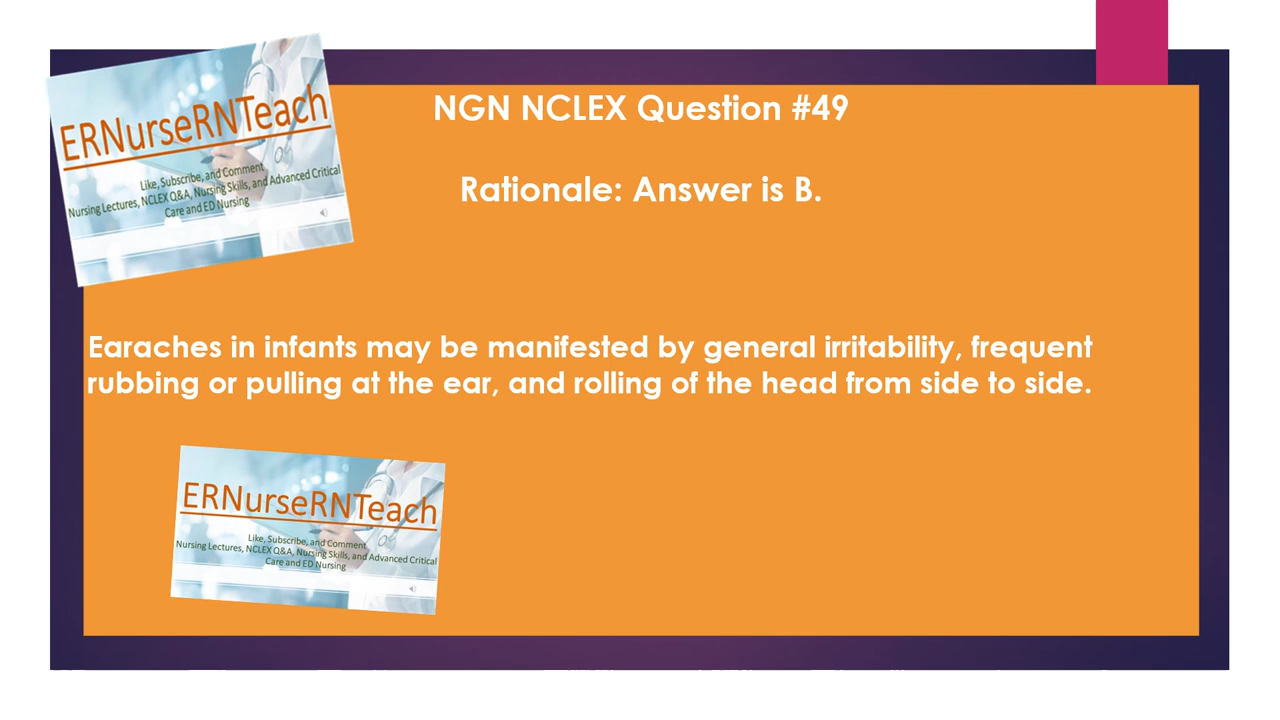 ERNurseRNTeach
Like, Subscribe, and Comment
Nursing Lectures, NCLEX Q&A, Nursing Skills, and Advanced Critical
Care and ED Nursing
NGN NCLEX Question #49
Rationale: Answer is B.
Earaches in infants may be manifested by general irritability, frequent
rubbing or pulling at the ear, and rolling of the head from side to side.
ERNurseRNTeach
Like, Subscribe, and Comment
Nursing Lectures, NCLEX Q&A, Nursing Skills, and Advanced Critical
Care and ED Nursing